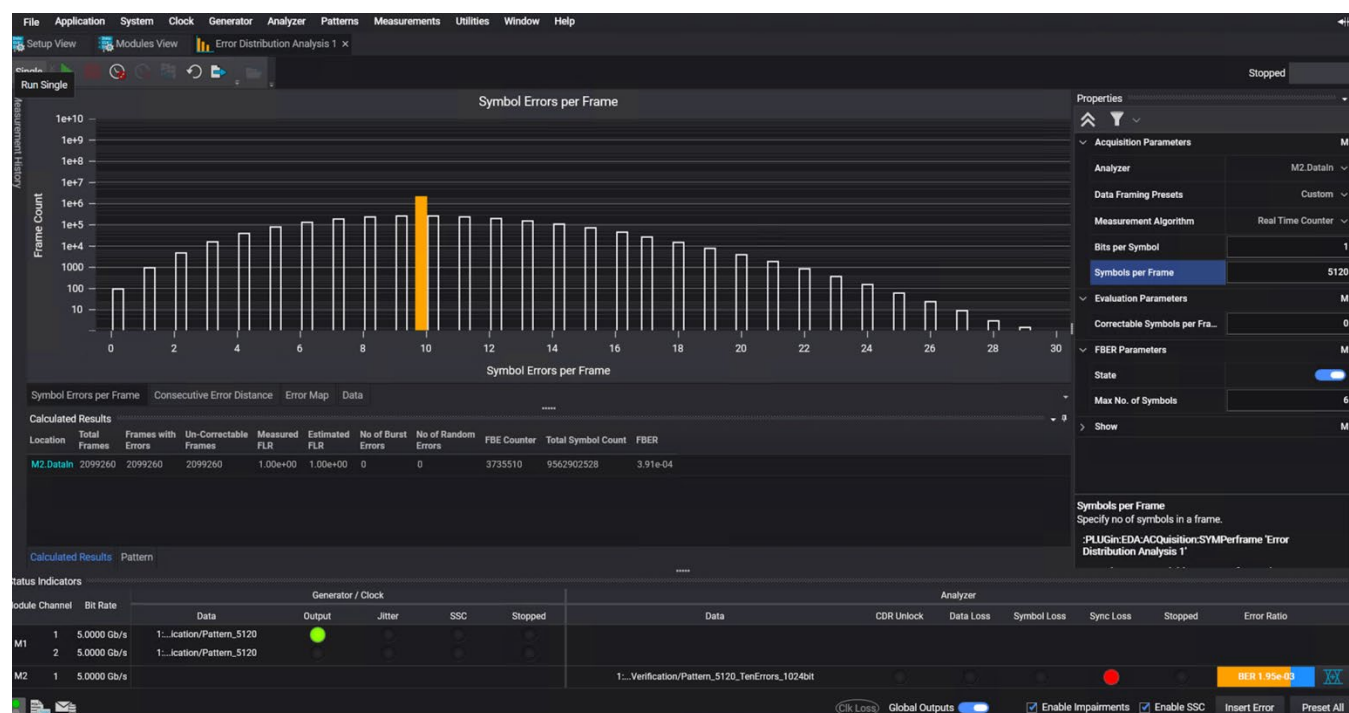 File Application System Clock Generator Analyzer Patterns Measurements Utilities Window Help
Setup View Modules View Error Distribution Analysis 1 ×
Stopped
Run Single
Measurement History
Symbol Errors per Frame
Frame Count
1e+10
1e+9
1e+8
1e+7
1e+6
1e+5
1e+4
1000
100
10
0 2 4 6 8 10 12 14 16 18 20 22 24 26 28 30
Symbol Errors per Frame
Symbol Errors per Frame Consecutive Error Distance Error Map Data
Properties
Acquisition Parameters M
Analyzer M2.DataIn
Data Framing Presets Custom
Measurement Algorithm Real Time Counter
Bits per Symbol 1
Symbols per Frame 5120
Evaluation Parameters M
Correctable Symbols per Fra... 0
FBER Parameters M
State
Max No. of Symbols 6
Show M
Symbols per Frame
Specify no of symbols in a frame.
:PLUGin:EDA:ACQuisition:SYMPerframe 'Error
Distribution Analysis 1'
Calculated Results
Location Total Frames Frames with Errors Un-Correctable Frames Measured FLR Estimated FLR No of Burst Errors No of Random Errors FBE Counter Total Symbol Count FBER
M2.DataIn 2099260 2099260 2099260 1.00e+00 1.00e+00 0 0 3735510 9562902528 3.91e-04
Calculated Results Pattern
Status Indicators
Module Channel Bit Rate Generator / Clock Analyzer
Data Output Jitter SSC Stopped Data CDR Unlock Data Loss Symbol Loss Sync Loss Stopped Error Ratio
M1 1 5.0000 Gb/s 1:...ication/Pattern_5120
2 5.0000 Gb/s 1:...ication/Pattern_5120
M2 1 5.0000 Gb/s 1:...Verification/Pattern_5120_TenErrors_1024bit BER 1.95e-03
Clk Loss Global Outputs Enable Impairments Enable SSC Insert Error Preset All